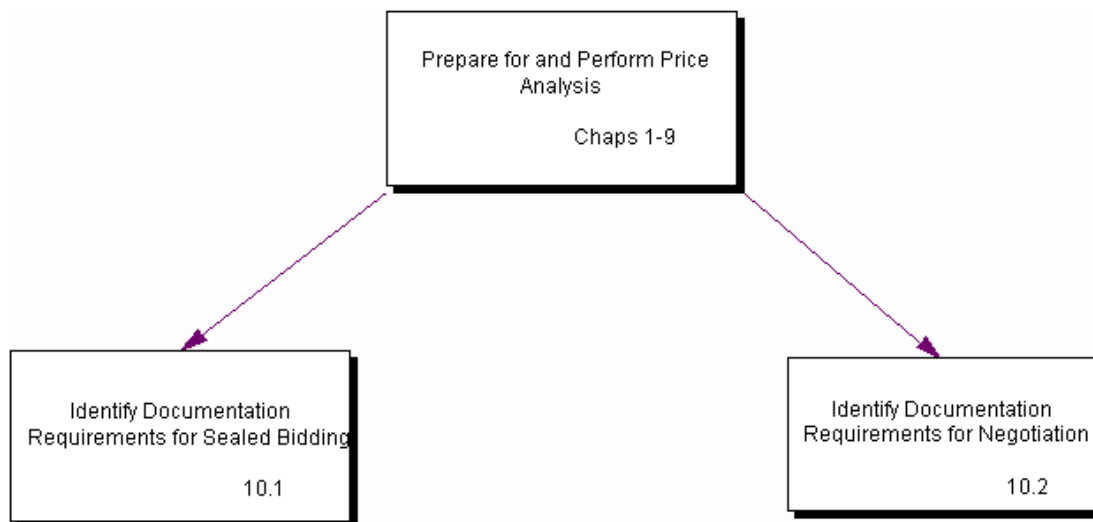 Prepare for and Perform Price
Analysis
Chaps 1-9
Identify Documentation
Requirements for Sealed Bidding
10.1
Identify Documentation
Requirements for Negotiation
10.2